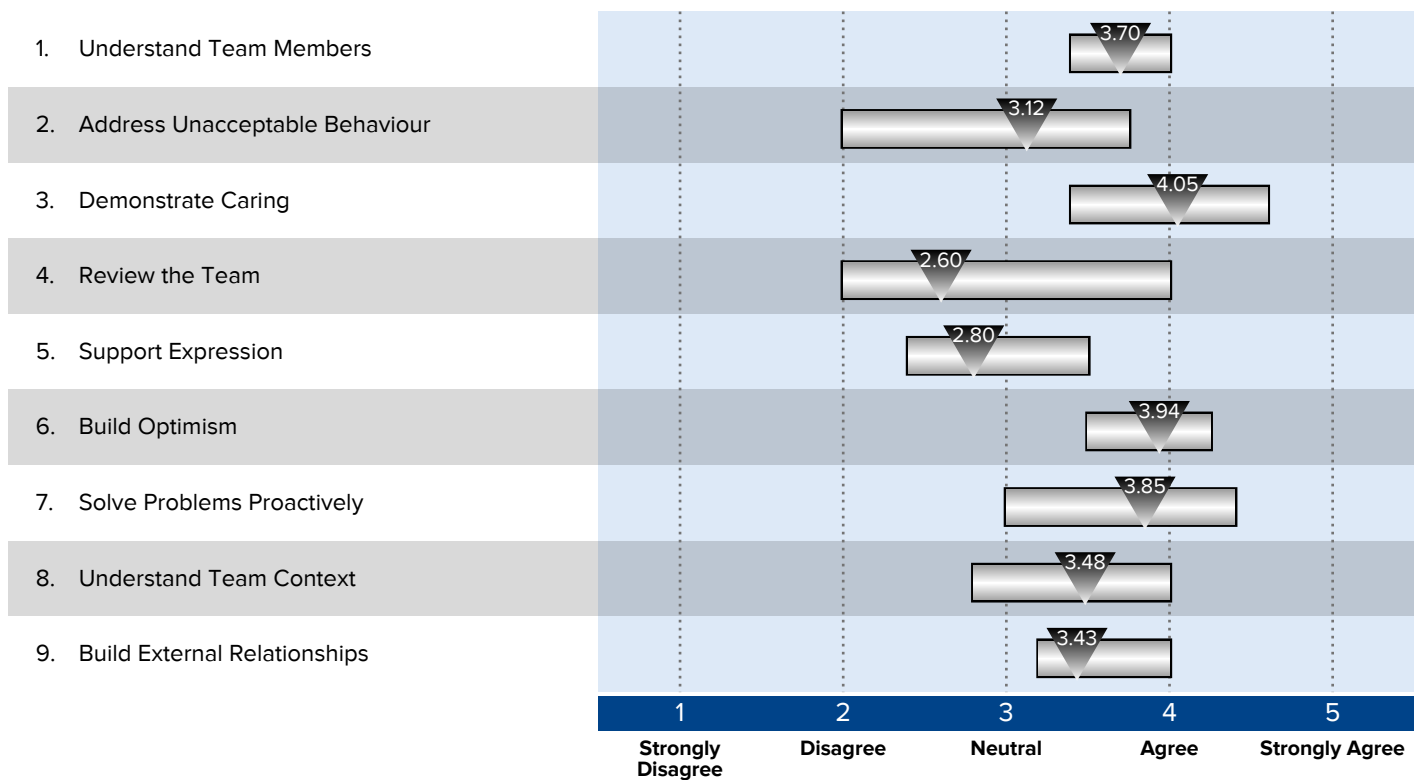 1. Understand Team Members 3.70
2. Address Unacceptable Behaviour 3.12
3. Demonstrate Caring 4.05
4. Review the Team 2.60
5. Support Expression 2.80
6. Build Optimism 3.94
7. Solve Problems Proactively 3.85
8. Understand Team Context 3.48
9. Build External Relationships 3.43
1 2 3 4 5
Strongly Disagree Neutral Agree Strongly Agree
Disagree